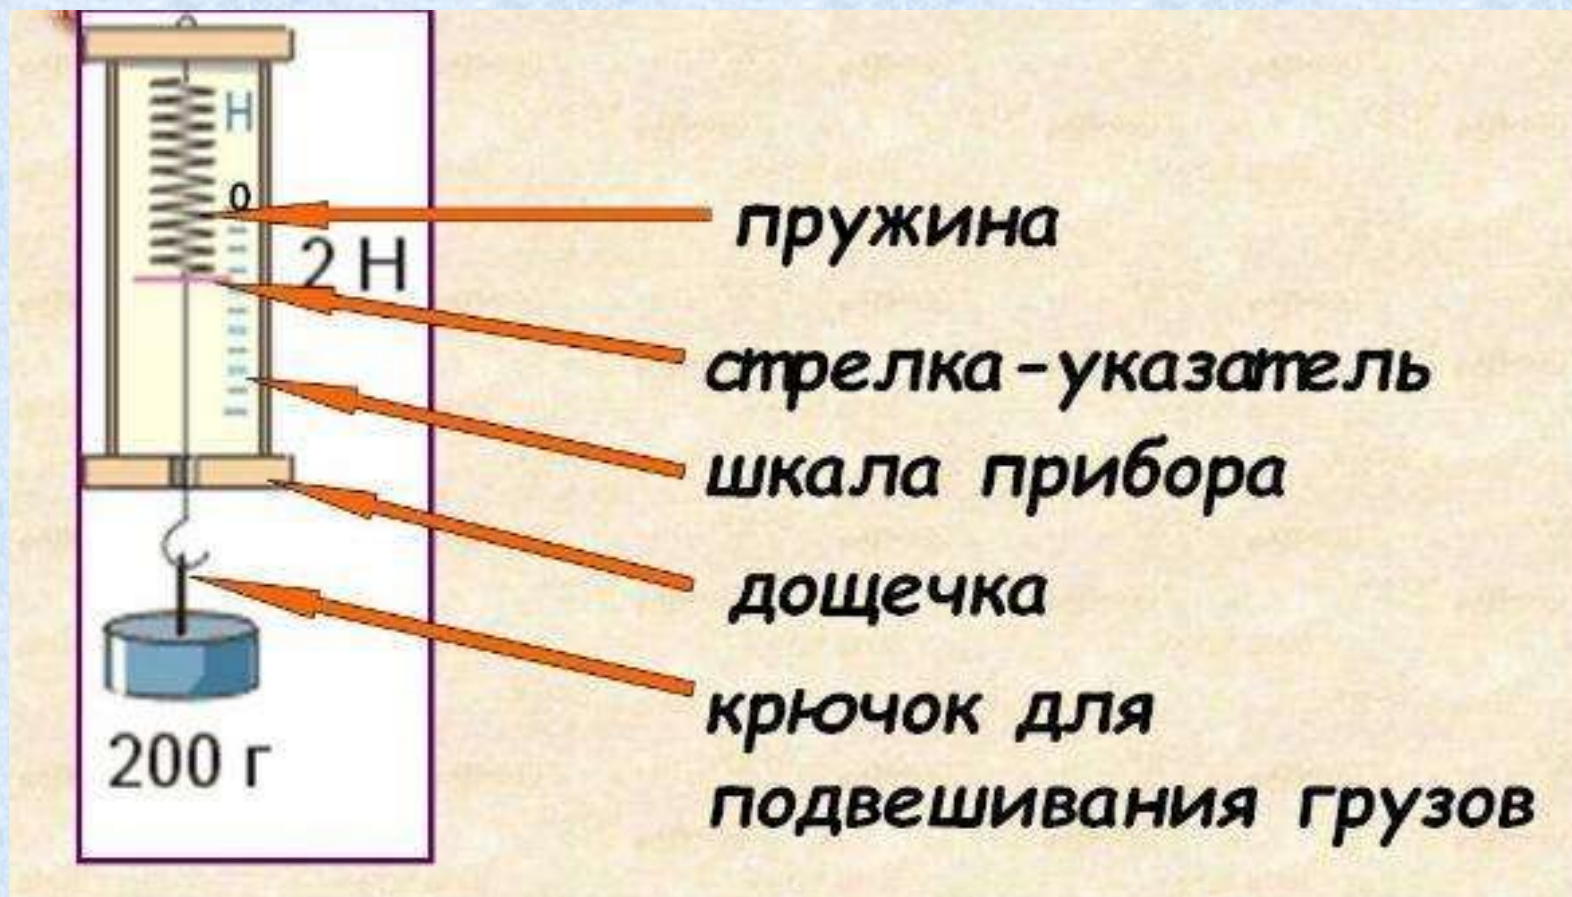 Н
0
2 Н
пружина
стрелка-указатель
шкала прибора
дощечка
крючок для
подвешивания грузов
200 г